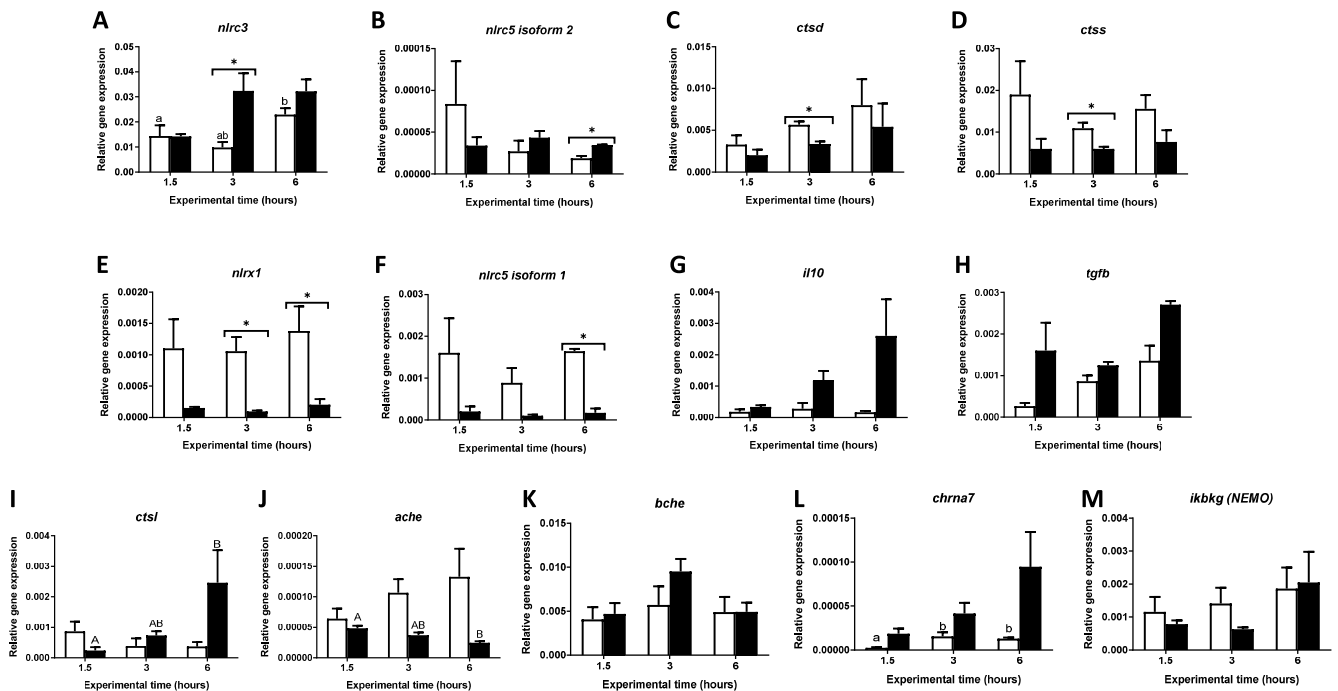 A
nlrc3
Relative gene expression
0.05
0.04
0.03
0.02
0.01
0.00
a
ab
*
b
1.5
3
6
Experimental time (hours)
B
nlrc5 isoform 2
Relative gene expression
0.00015
0.00010
0.00005
0.00000
*
1.5
3
6
Experimental time (hours)
C
ctsd
Relative gene expression
0.015
0.010
0.005
0.000
*
1.5
3
6
Experimental time (hours)
D
ctss
Relative gene expression
0.03
0.02
0.01
0.00
*
1.5
3
6
Experimental time (hours)
E
nlrx1
Relative gene expression
0.0020
0.0015
0.0010
0.0005
0.0000
*
*
1.5
3
6
Experimental time (hours)
F
nlrc5 isoform 1
Relative gene expression
0.003
0.002
0.001
0.000
*
1.5
3
6
Experimental time (hours)
G
il10
Relative gene expression
0.004
0.003
0.002
0.001
0.000
1.5
3
6
Experimental time (hours)
H
tgfb
Relative gene expression
0.003
0.002
0.001
0.000
1.5
3
6
Experimental time (hours)
I
ctsl
Relative gene expression
0.004
0.003
0.002
0.001
0.000
A
AB
B
1.5
3
6
Experimental time (hours)
J
ache
Relative gene expression
0.00020
0.00015
0.00010
0.00005
0.00000
A
AB
B
1.5
3
6
Experimental time (hours)
K
bche
Relative gene expression
0.015
0.010
0.005
0.000
1.5
3
6
Experimental time (hours)
L
chrna7
Relative gene expression
0.00015
0.00010
0.00005
0.00000
a
b
b
1.5
3
6
Experimental time (hours)
M
ikbkg (NEMO)
Relative gene expression
0.004
0.003
0.002
0.001
0.000
1.5
3
6
Experimental time (hours)